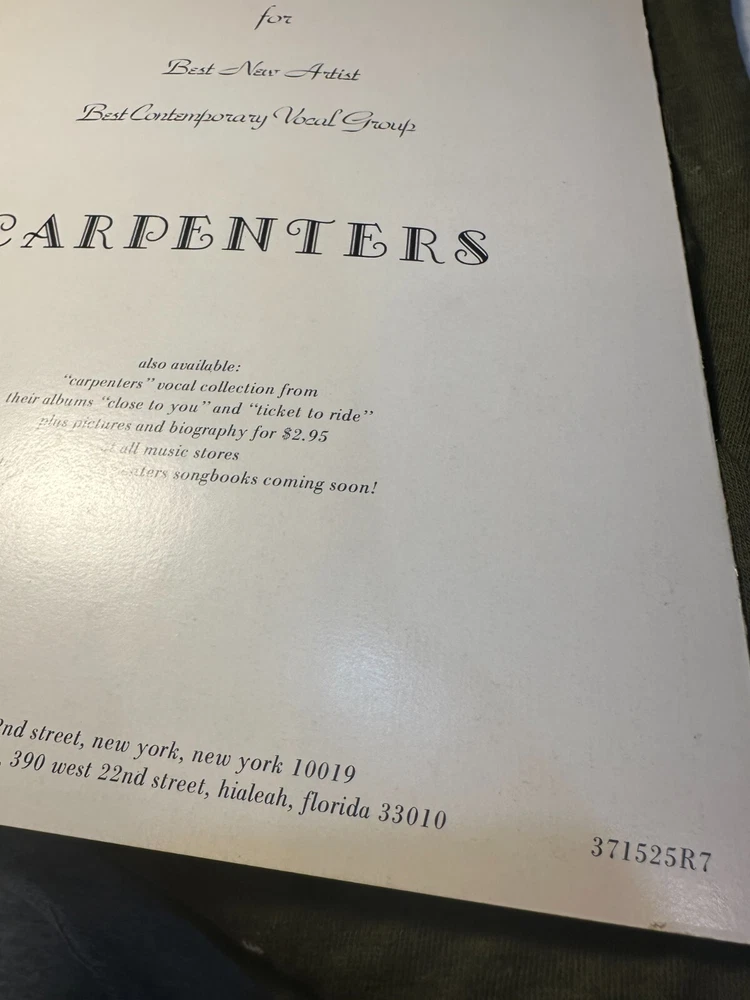 for
Best New Artist
Best Contemporary Vocal Group
CARPENTERS
also available:
"carpenters" vocal collection from
their albums "close to you" and "ticket to ride"
plus pictures and biography for $2.95
all music stores
songbooks coming soon!
street, new york, new york 10019
390 west 22nd street, hialeah, florida 33010
371525R7